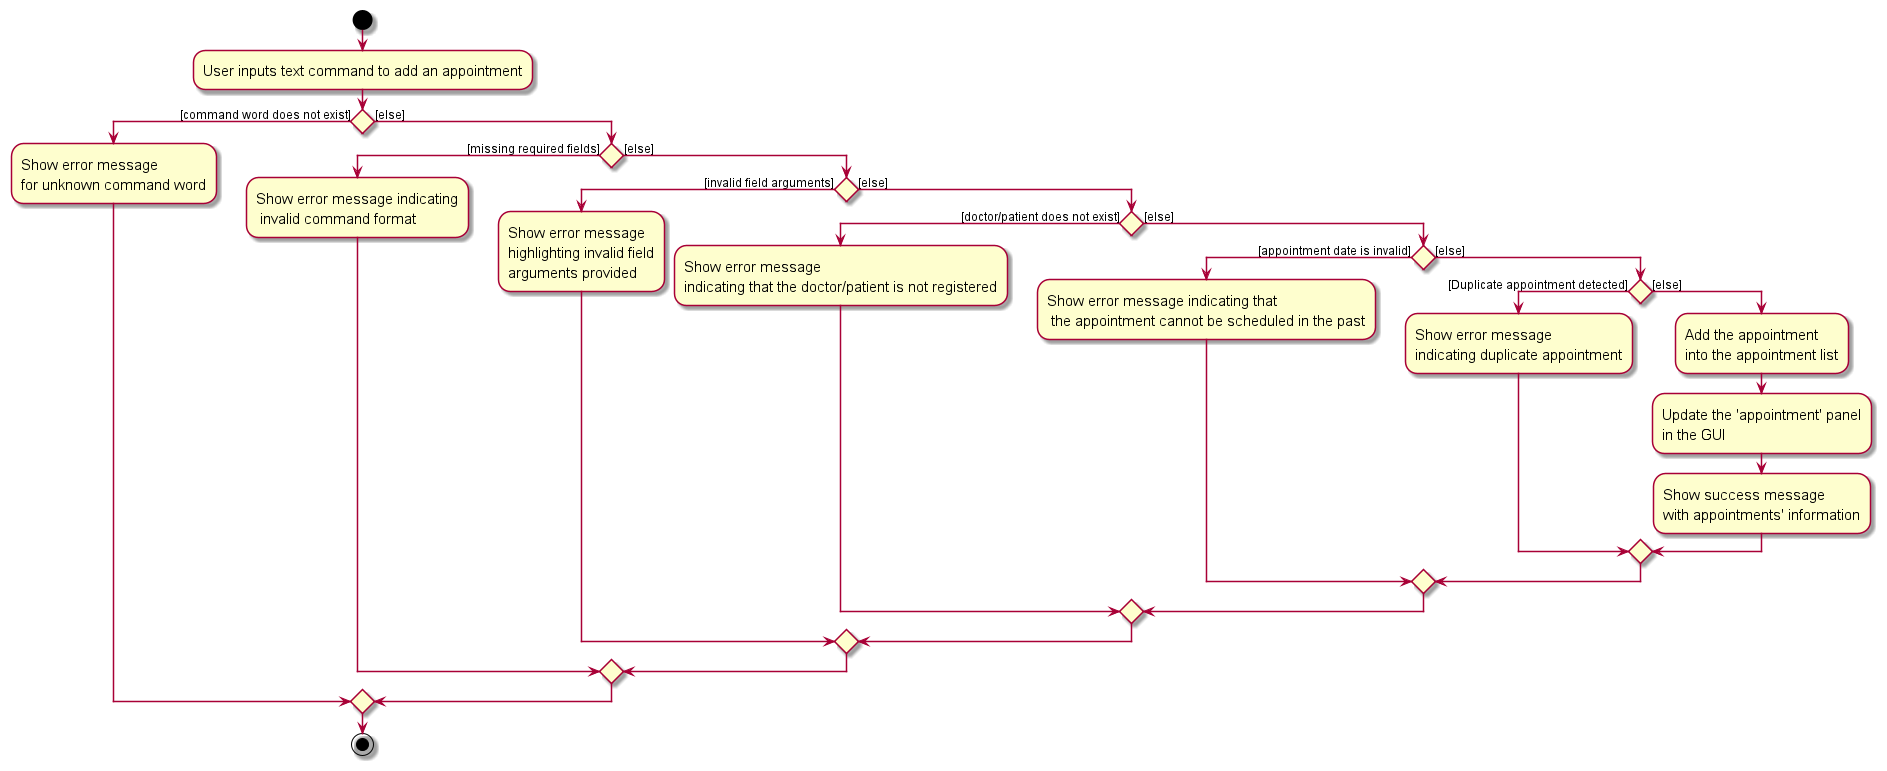 User inputs text command to add an appointment
[command word does not exist]
[else]
Show error message
for unknown command word
[missing required fields]
[else]
Show error message indicating
invalid command format
[invalid field arguments]
[else]
Show error message
highlighting invalid field
arguments provided
[doctor/patient does not exist]
[else]
Show error message
indicating that the doctor/patient is not registered
[appointment date is invalid]
[else]
Show error message indicating that
the appointment cannot be scheduled in the past
[Duplicate appointment detected]
[else]
Show error message
indicating duplicate appointment
Add the appointment
into the appointment list
Update the 'appointment' panel
in the GUI
Show success message
with appointments' information